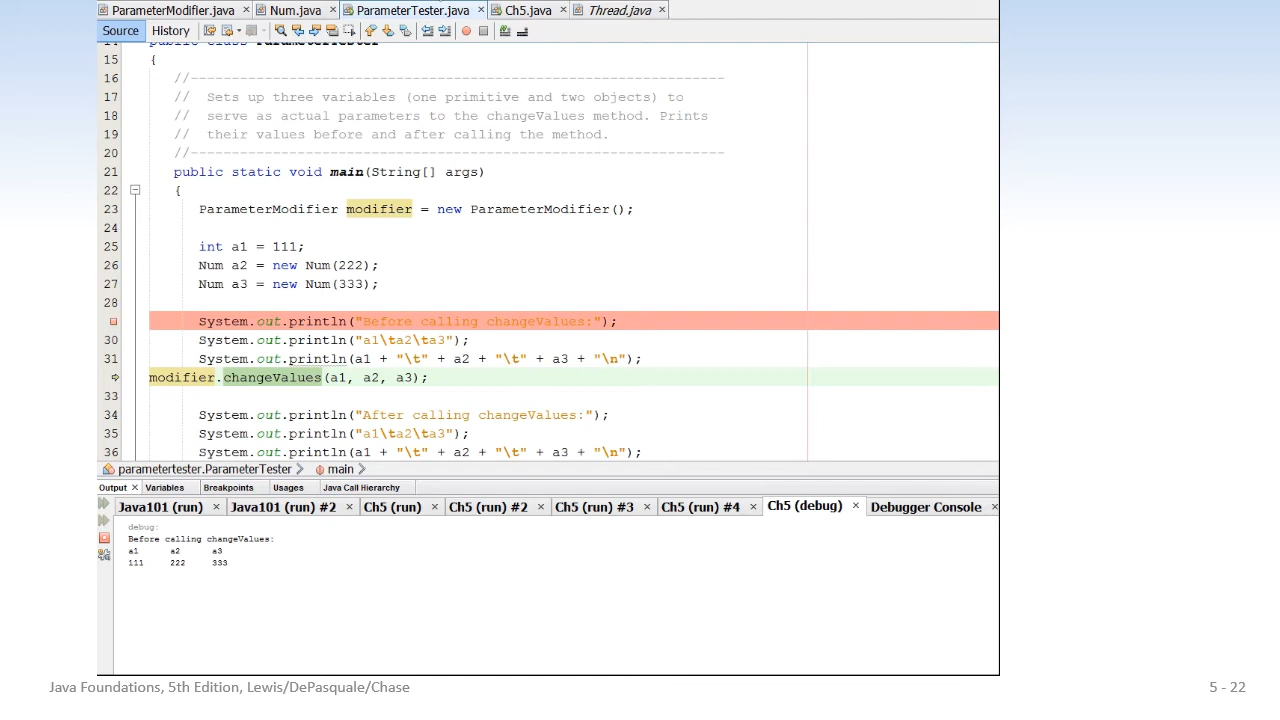 ParameterModifier.java × Num.java × ParameterTester.java × Ch5.java × Thread.java ×
Source History
14 public class ParameterTester
15 {
16 //-----------------------------------------------------------------
17 // Sets up three variables (one primitive and two objects) to
18 // serve as actual parameters to the changeValues method. Prints
19 // their values before and after calling the method.
20 //-----------------------------------------------------------------
21 public static void main(String[] args)
22 {
23 ParameterModifier modifier = new ParameterModifier();
24
25 int a1 = 111;
26 Num a2 = new Num(222);
27 Num a3 = new Num(333);
28
System.out.println("Before calling changeValues:");
30 System.out.println("a1\ta2\ta3");
31 System.out.println(a1 + "\t" + a2 + "\t" + a3 + "\n");
modifier.changeValues(a1, a2, a3);
33
34 System.out.println("After calling changeValues:");
35 System.out.println("a1\ta2\ta3");
36 System.out.println(a1 + "\t" + a2 + "\t" + a3 + "\n");
parametertester.ParameterTester main
Output × Variables Breakpoints Usages Java Call Hierarchy
Java101 (run) × Java101 (run) #2 × Ch5 (run) × Ch5 (run) #2 × Ch5 (run) #3 × Ch5 (run) #4 × Ch5 (debug) × Debugger Console ×
debug:
Before calling changeValues:
a1 a2 a3
111 222 333
Java Foundations, 5th Edition, Lewis/DePasquale/Chase 5 - 22